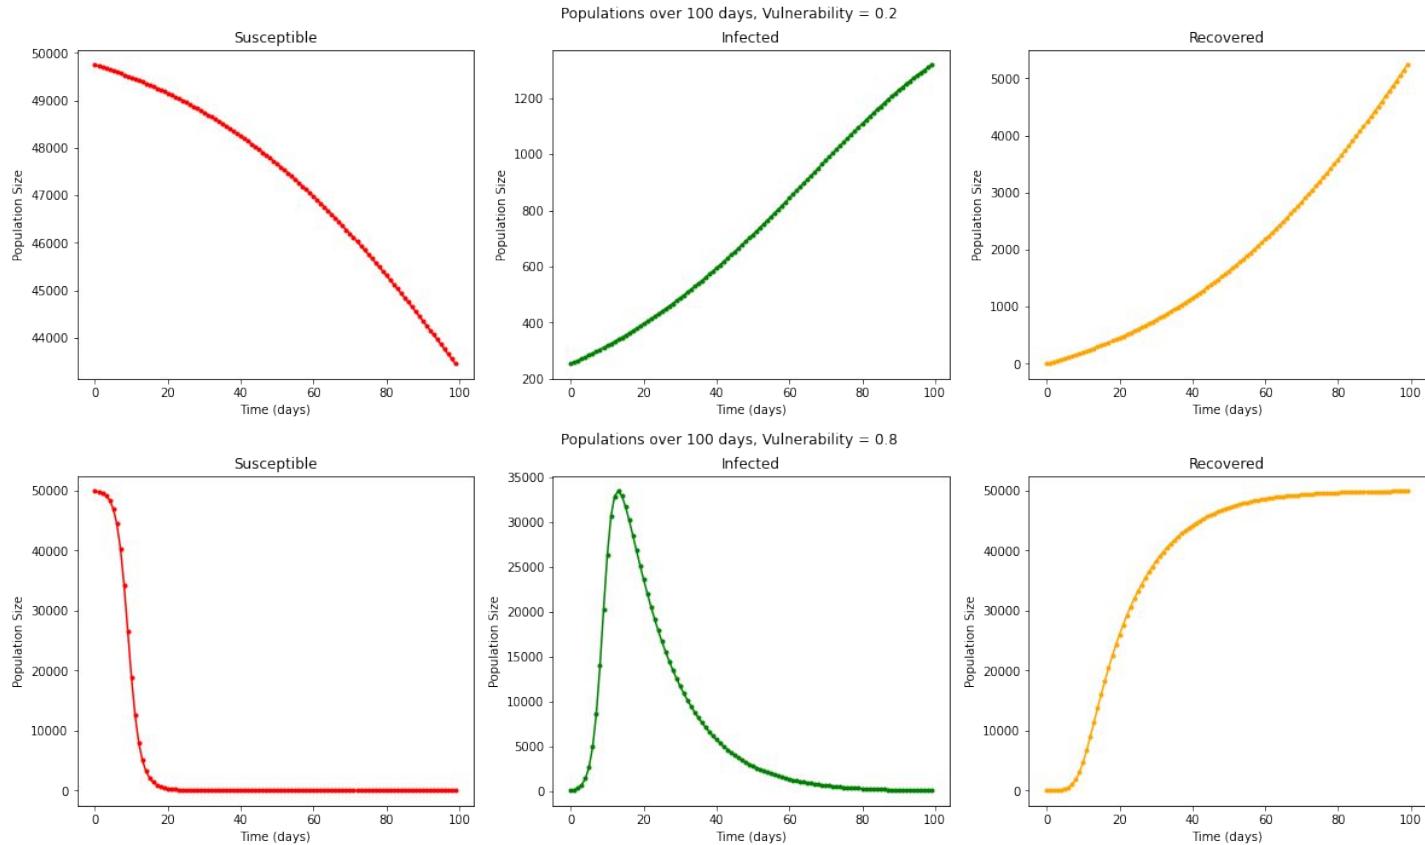 Populations over 100 days, Vulnerability = 0.2
Susceptible
Population Size
50000
49000
48000
47000
46000
45000
44000
0 20 40 60 80 100
Time (days)
Infected
Population Size
1200
1000
800
600
400
200
0 20 40 60 80 100
Time (days)
Recovered
Population Size
5000
4000
3000
2000
1000
0
0 20 40 60 80 100
Time (days)
Populations over 100 days, Vulnerability = 0.8
Susceptible
Population Size
50000
40000
30000
20000
10000
0
0 20 40 60 80 100
Time (days)
Infected
Population Size
35000
30000
25000
20000
15000
10000
5000
0
0 20 40 60 80 100
Time (days)
Recovered
Population Size
50000
40000
30000
20000
10000
0
0 20 40 60 80 100
Time (days)